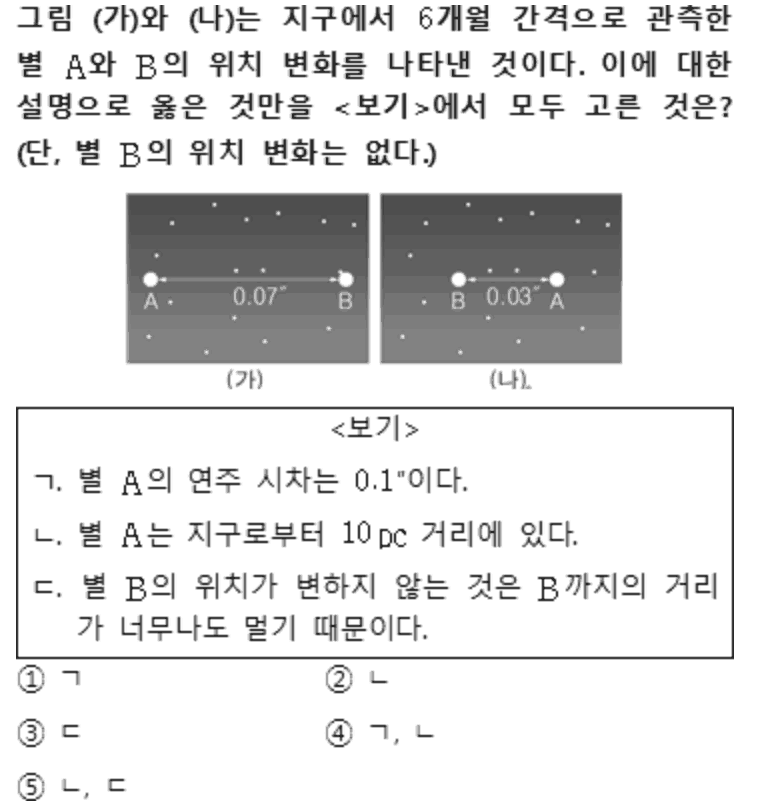 그림 (가)와 (나)는 지구에서 6개월 간격으로 관측한
별 A와 B의 위치 변화를 나타낸 것이다. 이에 대한
설명으로 옳은 것만을 <보기>에서 모두 고른 것은?
(단, 별 B의 위치 변화는 없다.)
A 0.07″ B
B 0.03″ A
(가) (나)
<보기>
ㄱ. 별 A의 연주 시차는 0.1″이다.
ㄴ. 별 A는 지구로부터 10 pc 거리에 있다.
ㄷ. 별 B의 위치가 변하지 않는 것은 B까지의 거리
가 너무나도 멀기 때문이다.
① ㄱ ② ㄴ
③ ㄷ ④ ㄱ, ㄴ
⑤ ㄴ, ㄷ